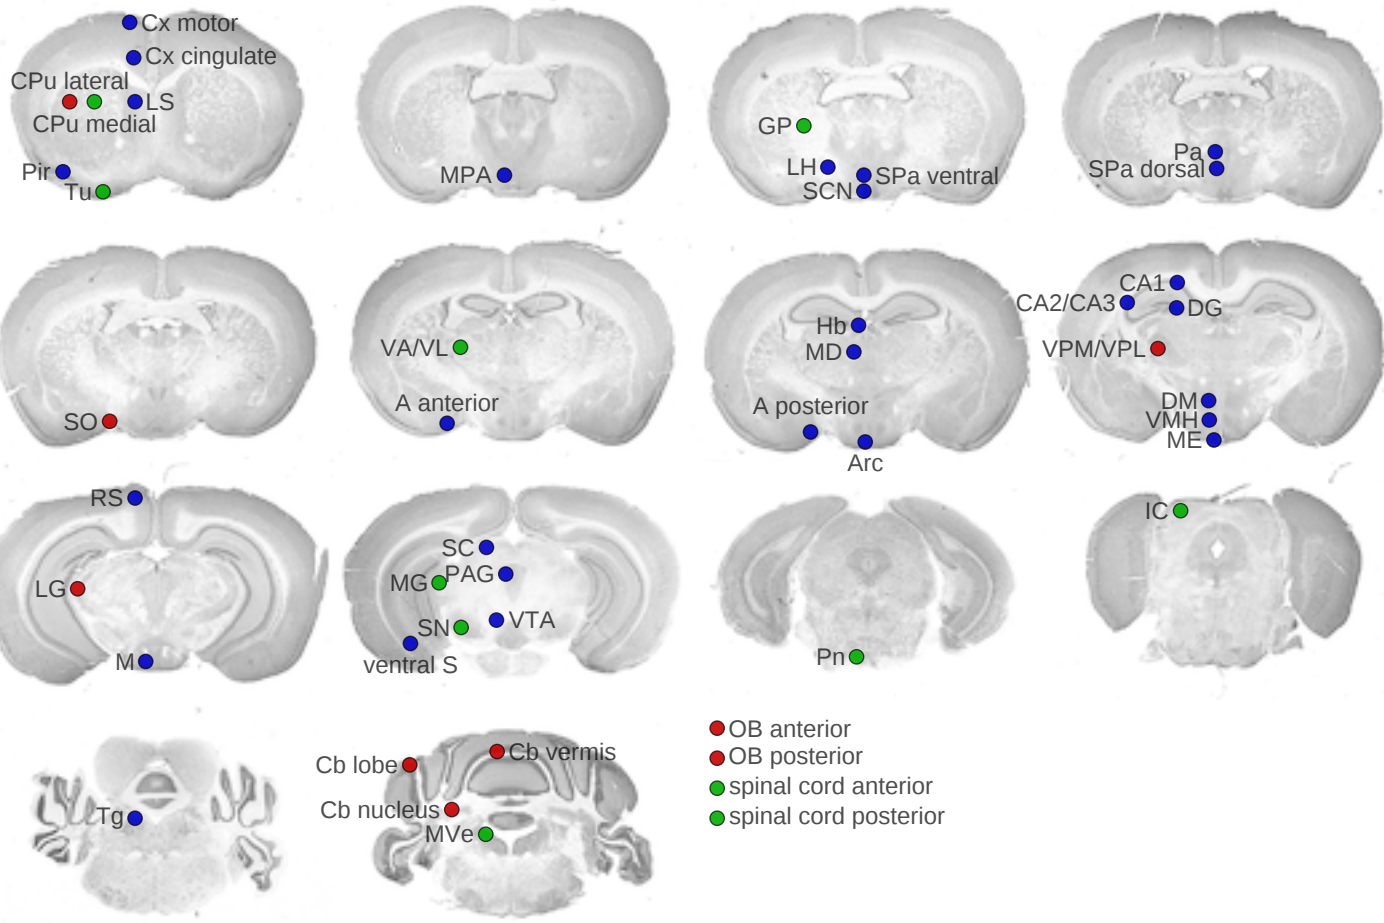 Cx motor
Cx cingulate
CPu lateral
LS
CPu medial
Pir
Tu
MPA
GP
LH
SPa ventral
SCN
Pa
SPa dorsal
SO
VA/VL
A anterior
Hb
MD
A posterior
Arc
CA1
CA2/CA3
DG
VPM/VPL
DM
VMH
ME
RS
LG
M
SC
MG
PAG
SN
VTA
ventral S
Pn
IC
Tg
Cb lobe
Cb vermis
Cb nucleus
MVe
OB anterior
OB posterior
spinal cord anterior
spinal cord posterior